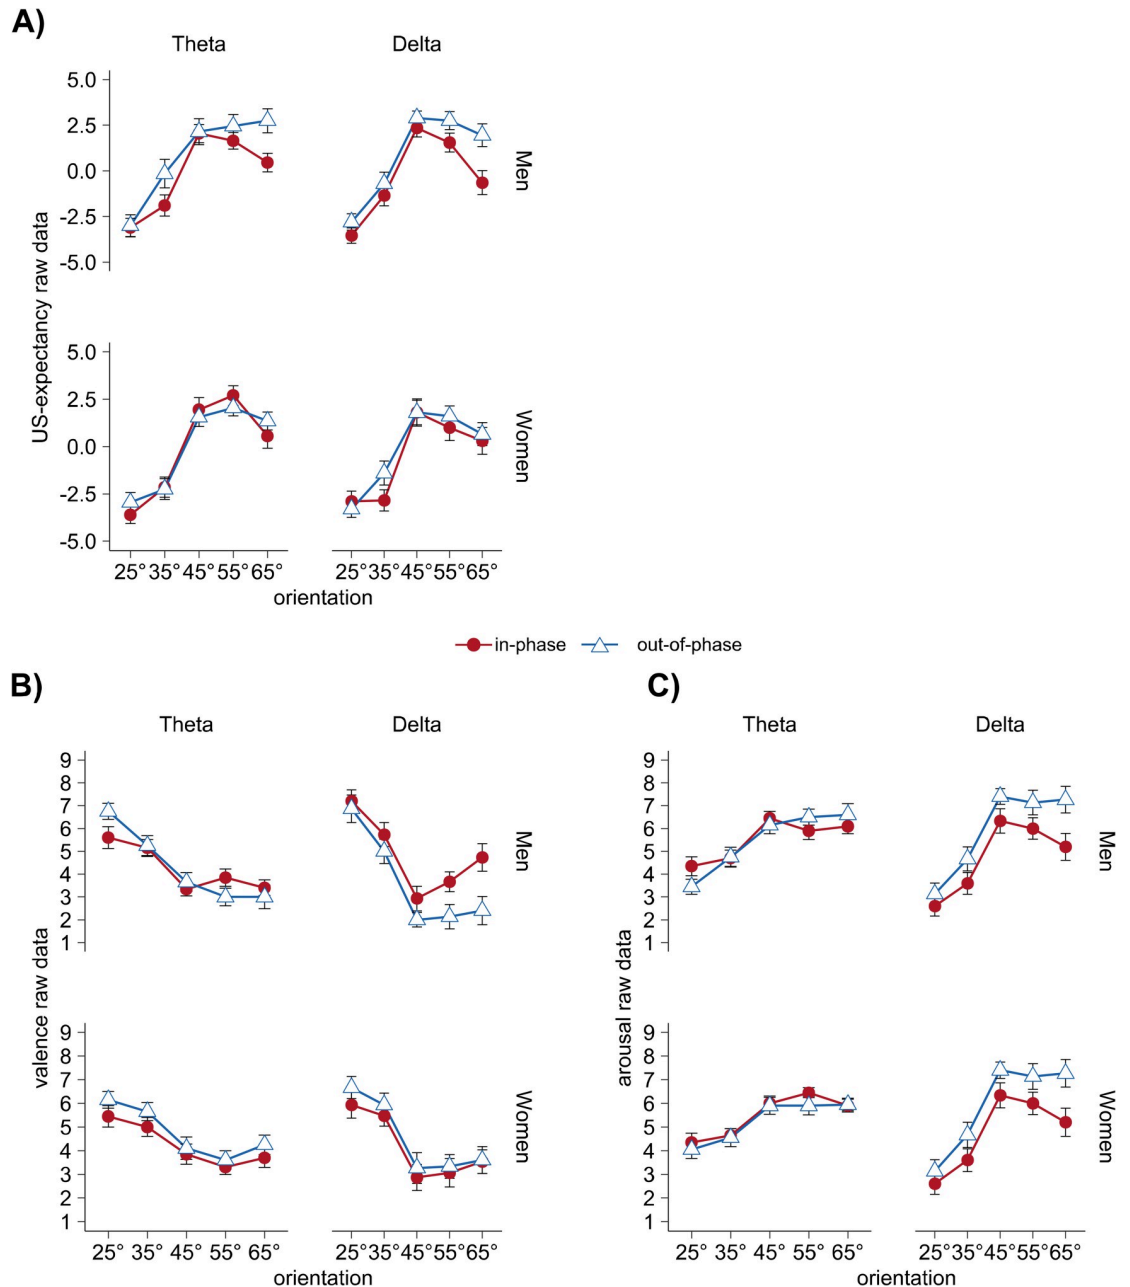 A)
Theta Delta
5.0
2.5
0.0
-2.5
-5.0
Men
US-expectancy raw data
5.0
2.5
0.0
-2.5
-5.0
Women
25° 35° 45° 55° 65° 25° 35° 45° 55° 65°
orientation
in-phase out-of-phase
B)
Theta Delta
9
8
7
6
5
4
3
2
1
Men
valence raw data
9
8
7
6
5
4
3
2
1
Women
25° 35° 45° 55° 65° 25° 35° 45° 55° 65°
orientation
C)
Theta Delta
9
8
7
6
5
4
3
2
1
Men
arousal raw data
9
8
7
6
5
4
3
2
1
Women
25° 35° 45° 55° 65° 25° 35° 45° 55° 65°
orientation